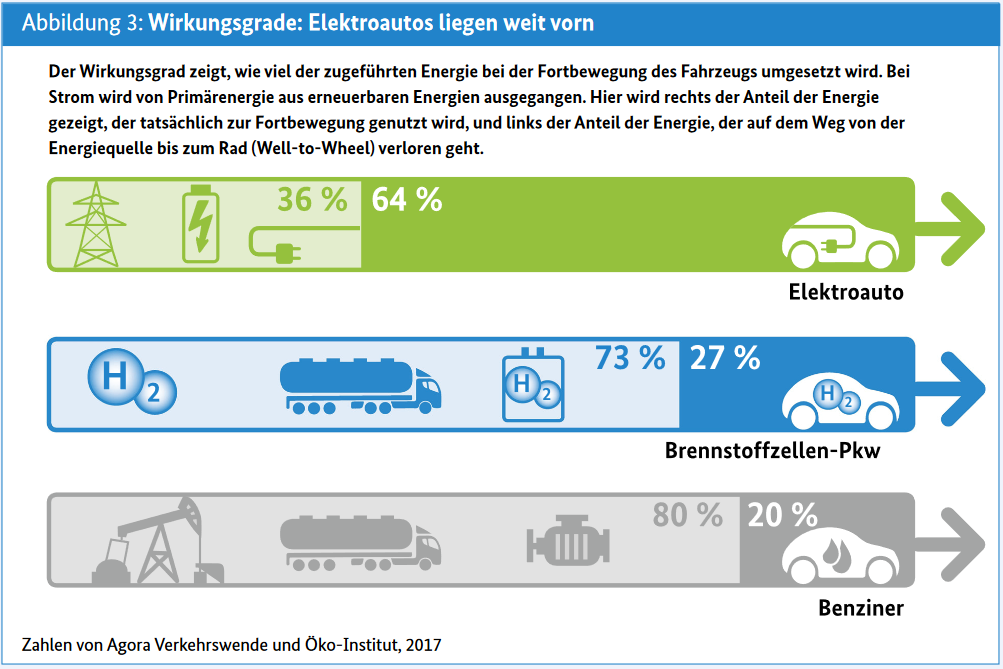 Abbildung 3: Wirkungsgrade: Elektroautos liegen weit vorn
Der Wirkungsgrad zeigt, wie viel der zugeführten Energie bei der Fortbewegung des Fahrzeugs umgesetzt wird. Bei
Strom wird von Primärenergie aus erneuerbaren Energien ausgegangen. Hier wird rechts der Anteil der Energie
gezeigt, der tatsächlich zur Fortbewegung genutzt wird, und links der Anteil der Energie, der auf dem Weg von der
Energiequelle bis zum Rad (Well-to-Wheel) verloren geht.
36 % 64 %
Elektroauto
73 % 27 %
H 2 H 2 H 2
Brennstoffzellen-Pkw
80 % 20 %
Benziner
Zahlen von Agora Verkehrswende und Öko-Institut, 2017